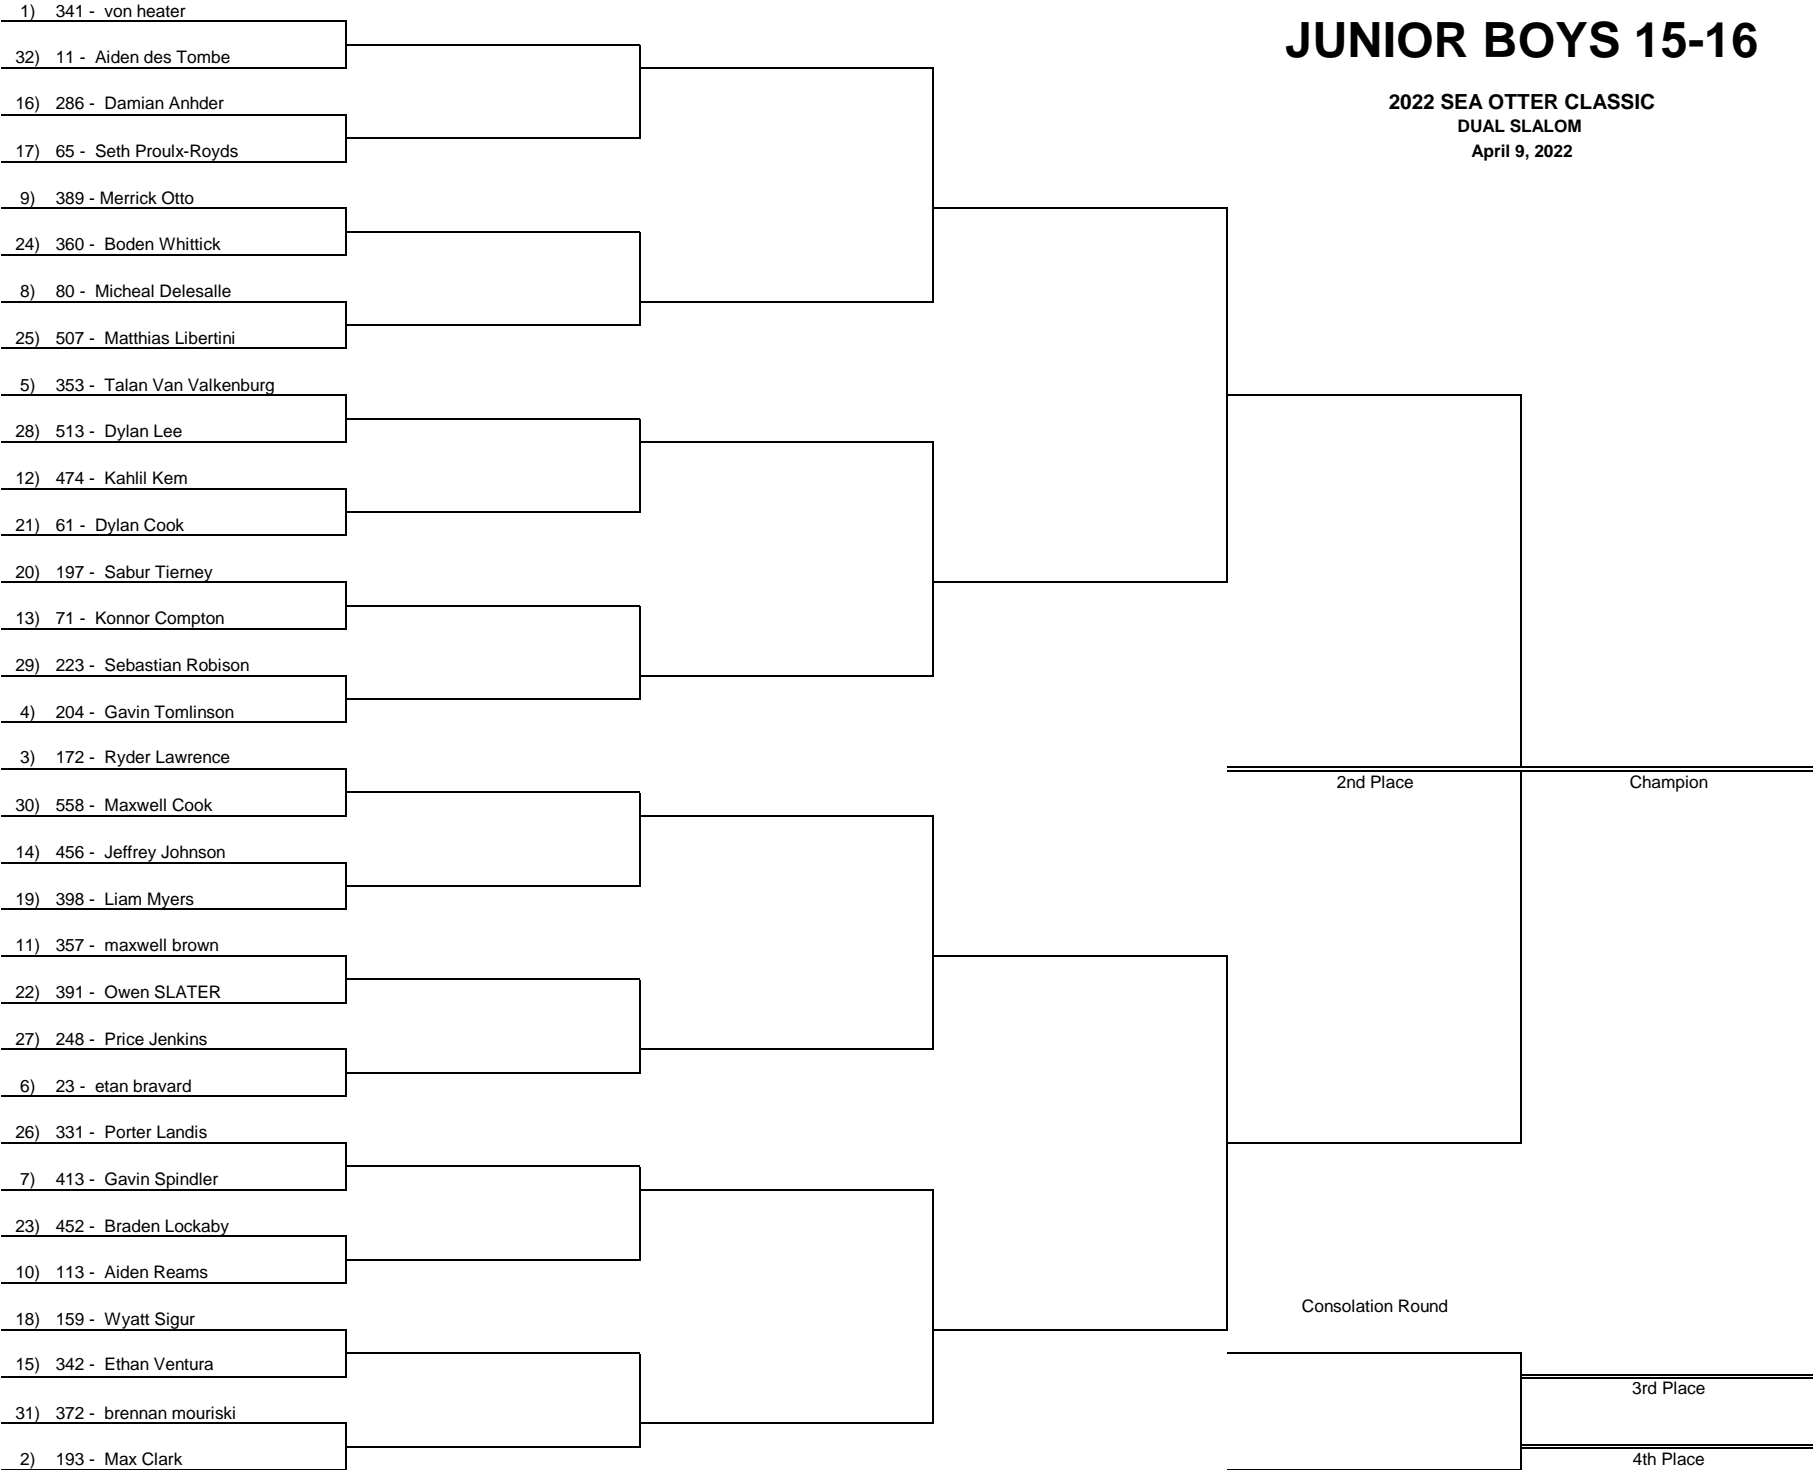 JUNIOR BOYS 15-16
2022 SEA OTTER CLASSIC
DUAL SLALOM
April 9, 2022
1) 341 - von heater
32) 11 - Aiden des Tombe
16) 286 - Damian Anhder
17) 65 - Seth Proulx-Royds
9) 389 - Merrick Otto
24) 360 - Boden Whittick
8) 80 - Micheal Delesalle
25) 507 - Matthias Libertini
5) 353 - Talan Van Valkenburg
28) 513 - Dylan Lee
12) 474 - Kahlil Kem
21) 61 - Dylan Cook
20) 197 - Sabur Tierney
13) 71 - Konnor Compton
29) 223 - Sebastian Robison
4) 204 - Gavin Tomlinson
3) 172 - Ryder Lawrence
30) 558 - Maxwell Cook
14) 456 - Jeffrey Johnson
19) 398 - Liam Myers
11) 357 - maxwell brown
22) 391 - Owen SLATER
27) 248 - Price Jenkins
6) 23 - etan bravard
26) 331 - Porter Landis
7) 413 - Gavin Spindler
23) 452 - Braden Lockaby
10) 113 - Aiden Reams
18) 159 - Wyatt Sigur
15) 342 - Ethan Ventura
31) 372 - brennan mouriski
2) 193 - Max Clark
2nd Place
Champion
Consolation Round
3rd Place
4th Place